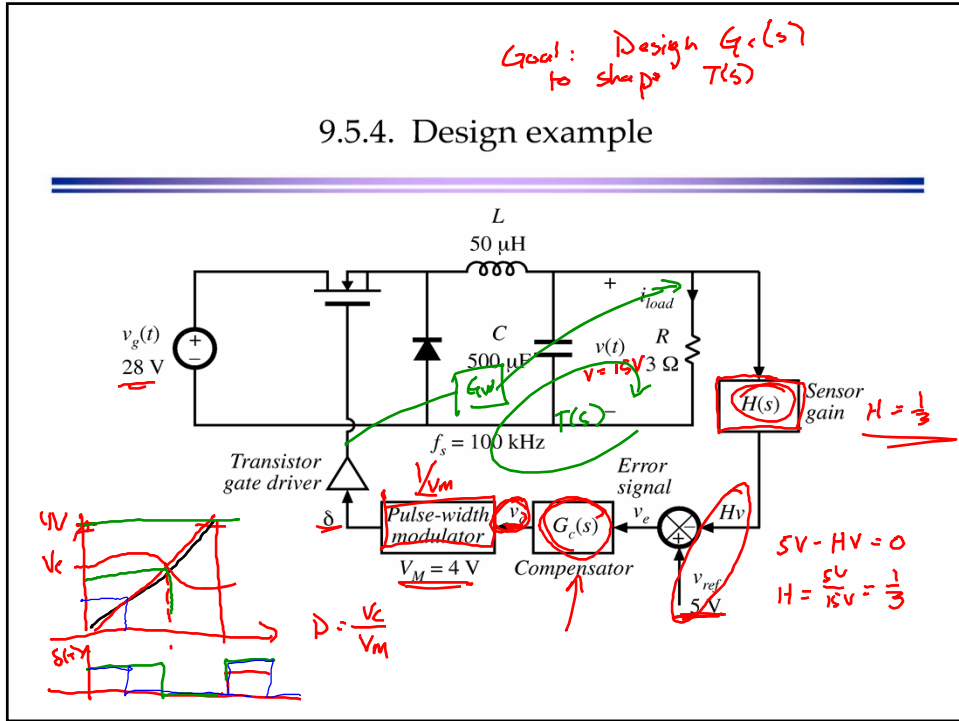 Goal: Design Gc(s)
to shape T(s)
9.5.4. Design example
L
50 μH
+
iload
vg(t)
28 V
+
–
C
500 μF
v(t)
V = 15V
R
3 Ω
Gvd
T(s)
–
H(s)
Sensor
gain
H = 1/3
fs = 100 kHz
Transistor
gate driver
1/Vm
Error
signal
δ
Pulse-width
modulator
vc
Gc(s)
ve
–
+
Hv
VM = 4 V
Compensator
vref
5 V
5V - HV = 0
H = 5V/15V = 1/3
4V
Vc
D = Vc/VM
δ(t)